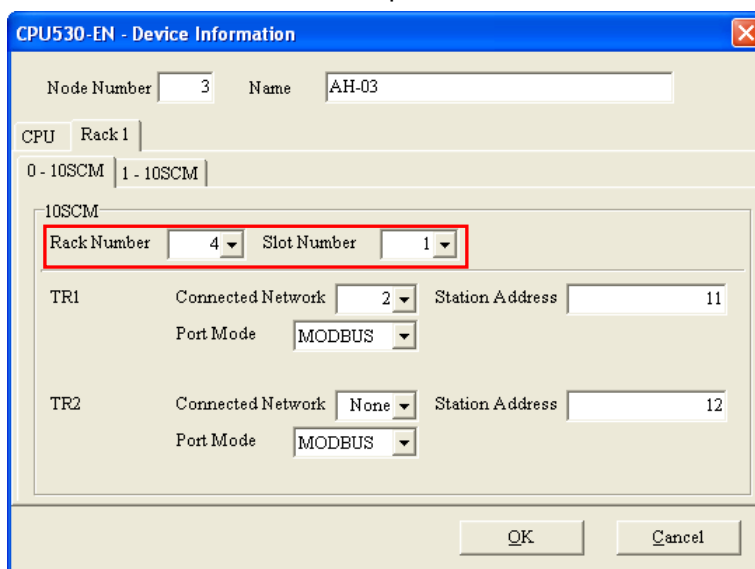 CPU530-EN - Device Information
Node Number 3 Name AH-03
CPU Rack 1
0 - 10SCM 1 - 10SCM
10SCM
Rack Number 4 Slot Number 1
TR1 Connected Network 2 Station Address 11
Port Mode MODBUS
TR2 Connected Network None Station Address 12
Port Mode MODBUS
OK Cancel